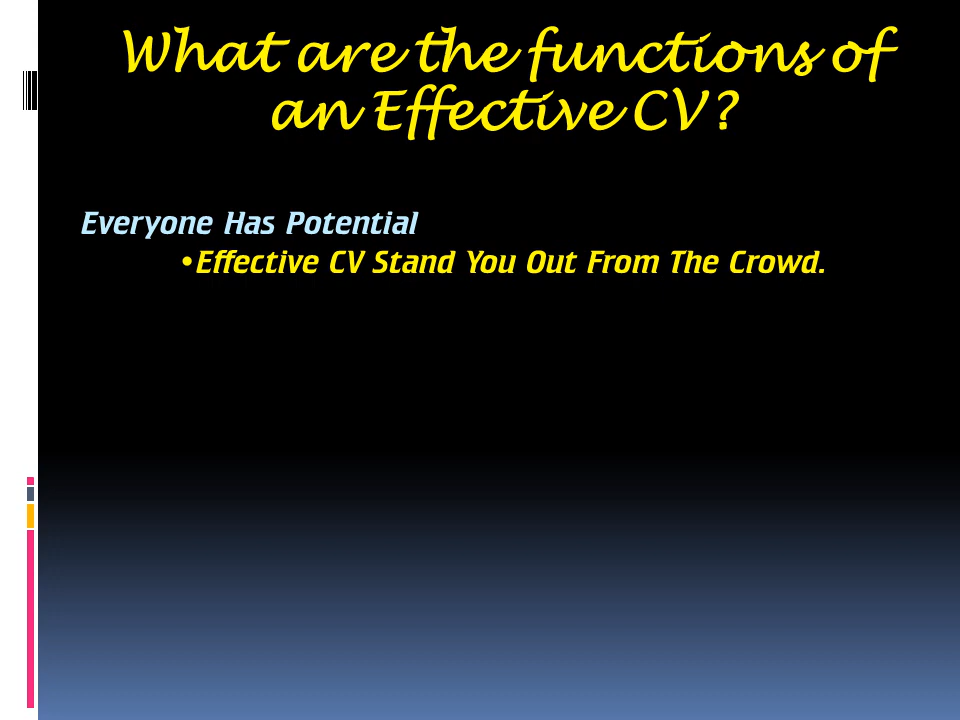 What are the functions of
an Effective CV?
Everyone Has Potential
•Effective CV Stand You Out From The Crowd.